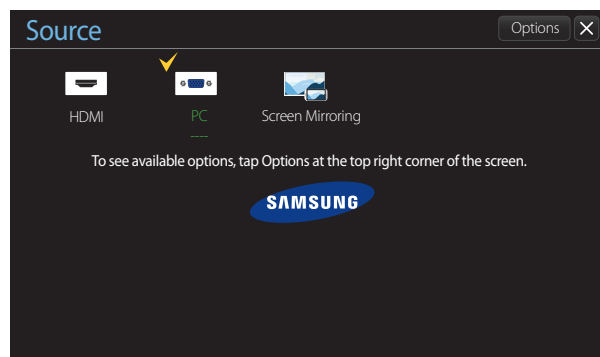 Source
Options
HDMI
PC
Screen Mirroring
----
To see available options, tap Options at the top right corner of the screen.
SAMSUNG